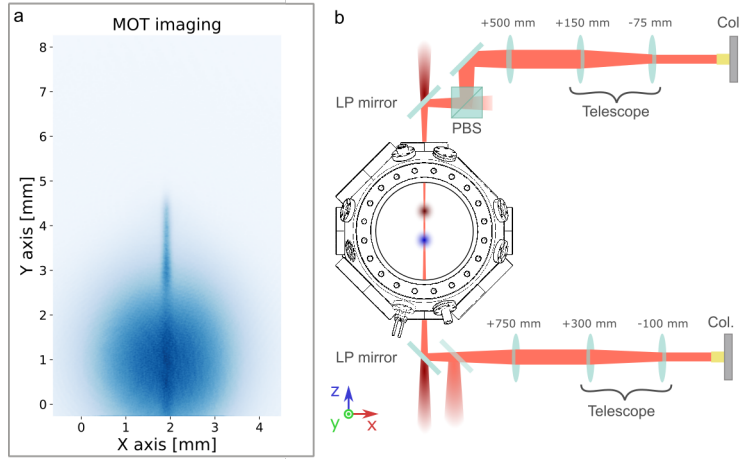 a
MOT imaging
8
7
6
5
4
3
2
1
0
Y axis [mm]
0 1 2 3 4
X axis [mm]
b
+500 mm +150 mm -75 mm Col
LP mirror
PBS
Telescope
+750 mm +300 mm -100 mm Col.
LP mirror
Telescope
z
y x